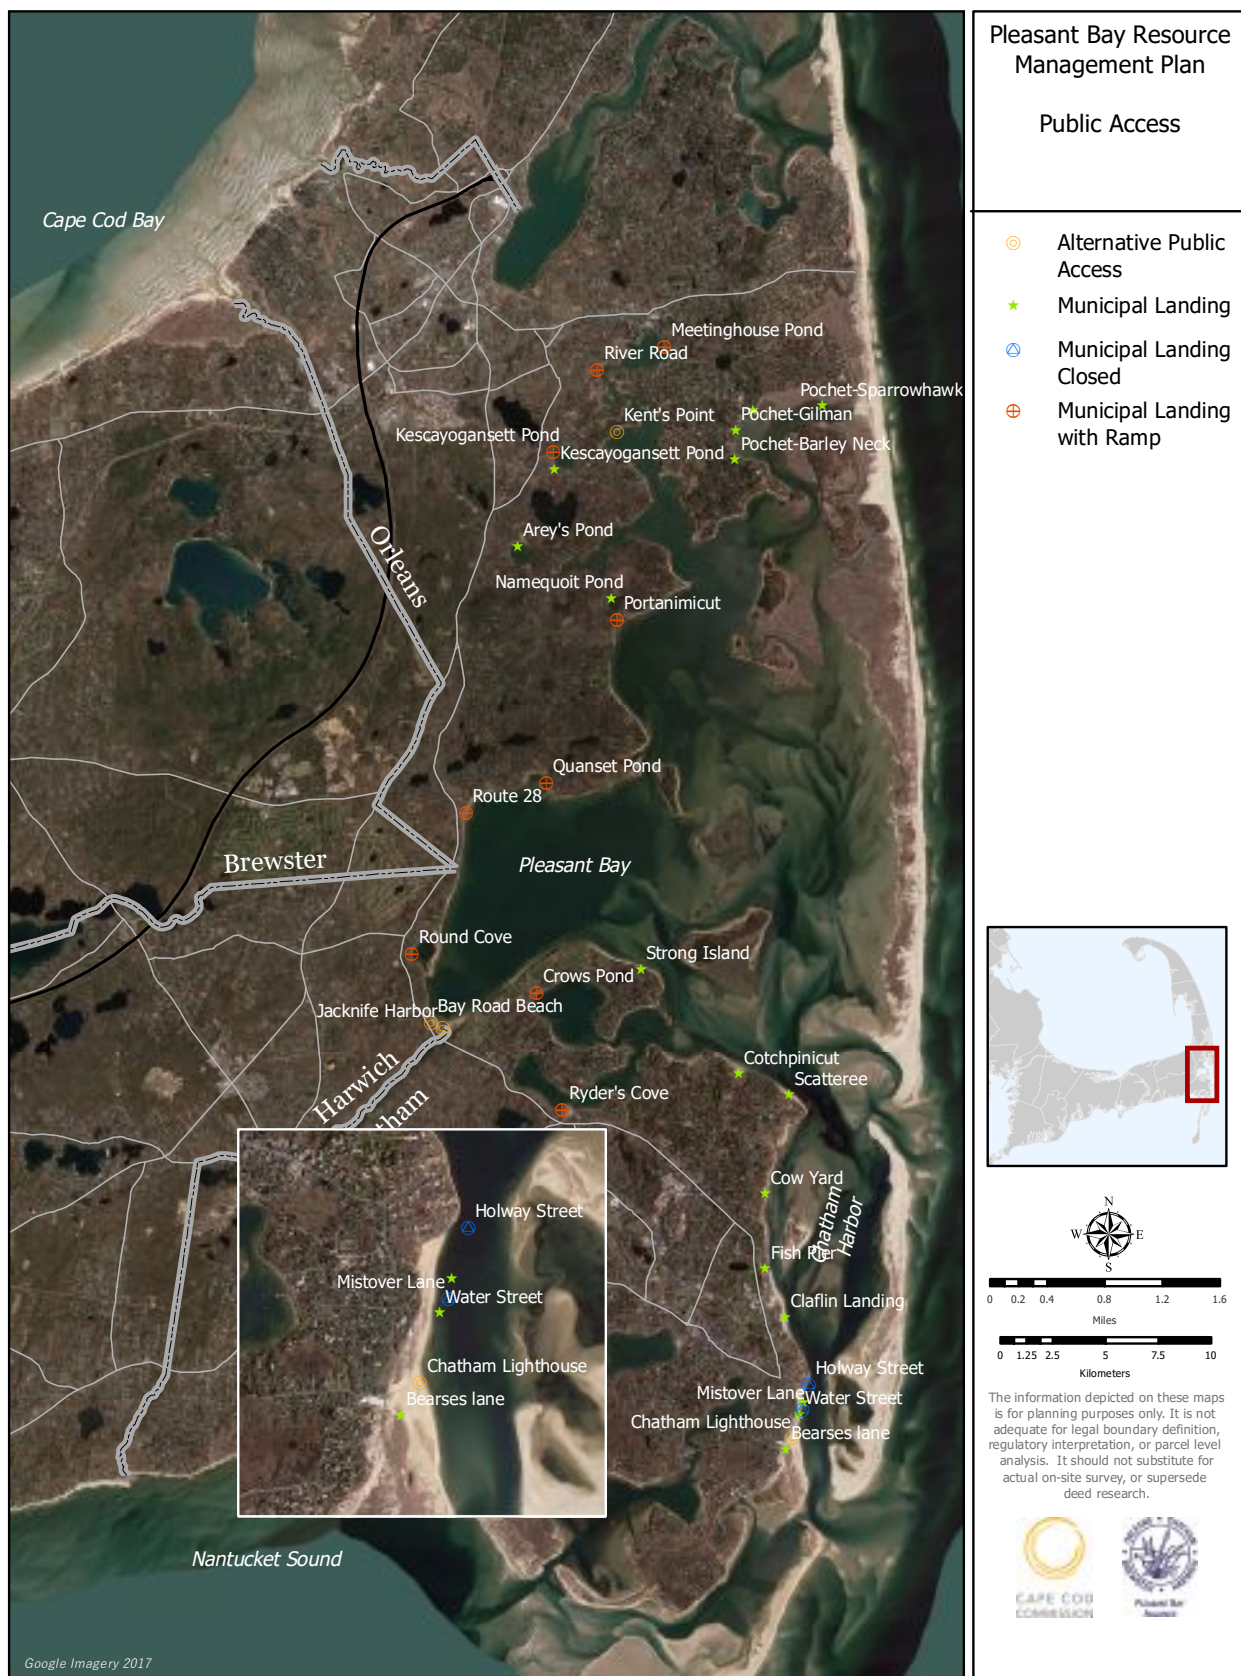 Pleasant Bay Resource
Management Plan
Public Access
Alternative Public
Access
Municipal Landing
Municipal Landing
Closed
Municipal Landing
with Ramp
Cape Cod Bay
Meetinghouse Pond
River Road
Pochet-Sparrowhawk
Kent's Point
Pochet-Gilman
Kescayogansett Pond
Pochet-Barley Neck
Kescayogansett Pond
Arey's Pond
Orleans
Namequoit Pond
Portanimicut
Quanset Pond
Route 28
Brewster
Pleasant Bay
Round Cove
Strong Island
Crows Pond
Jacknife Harbor
Bay Road Beach
Cotchpinicut
Scatteree
Harwich
tham
Ryder's Cove
Cow Yard
Chatham
Harbor
Fish Pier
Claflin Landing
Holway Street
Mistover Lane
Water Street
Chatham Lighthouse
Bearses lane
Holway Street
Mistover Lane
Water Street
Chatham Lighthouse
Bearses lane
Nantucket Sound
Google Imagery 2017
N
W E
S
0 0.2 0.4 0.8 1.2 1.6
Miles
0 1.25 2.5 5 7.5 10
Kilometers
The information depicted on these maps
is for planning purposes only. It is not
adequate for legal boundary definition,
regulatory interpretation, or parcel level
analysis. It should not substitute for
actual on-site survey, or supersede
deed research.
CAPE COD
COMMISSION
Pleasant Bay
Alliance